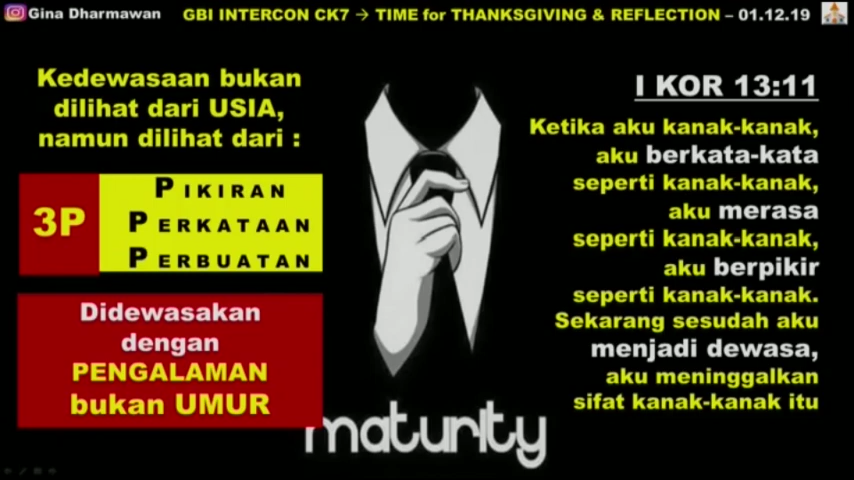 Gina Dharmawan
GBI INTERCON CK7 → TIME for THANKSGIVING & REFLECTION – 01.12.19
Kedewasaan bukan
dilihat dari USIA,
namun dilihat dari :
3P
PIKIRAN
PERKATAAN
PERBUATAN
Didewasakan
dengan
PENGALAMAN
bukan UMUR
maturity
I KOR 13:11
Ketika aku kanak-kanak,
aku berkata-kata
seperti kanak-kanak,
aku merasa
seperti kanak-kanak,
aku berpikir
seperti kanak-kanak.
Sekarang sesudah aku
menjadi dewasa,
aku meninggalkan
sifat kanak-kanak itu